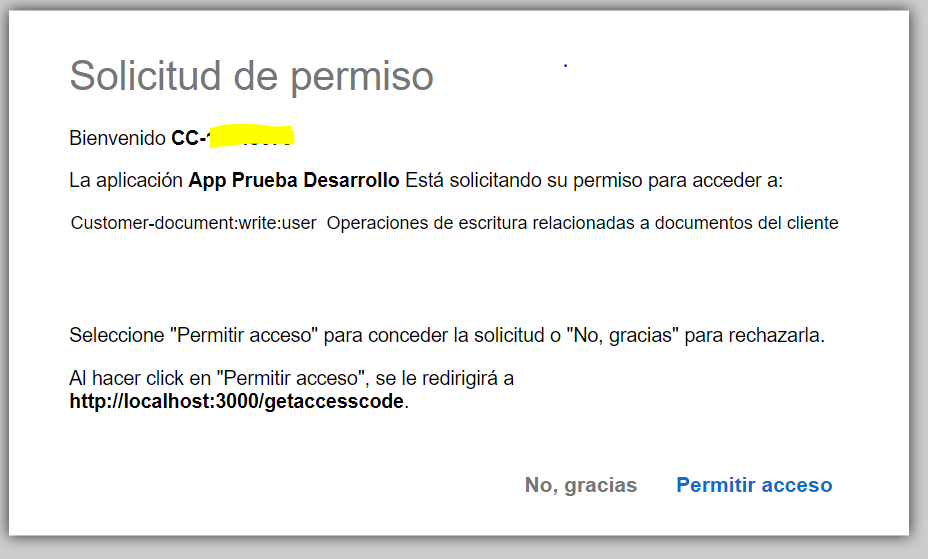 Solicitud de permiso
Bienvenido CC-
La aplicación App Prueba Desarrollo Está solicitando su permiso para acceder a:
Customer-document:write:user Operaciones de escritura relacionadas a documentos del cliente
Seleccione "Permitir acceso" para conceder la solicitud o "No, gracias" para rechazarla.
Al hacer click en "Permitir acceso", se le redirigirá a
http://localhost:3000/getaccesscode.
No, gracias Permitir acceso